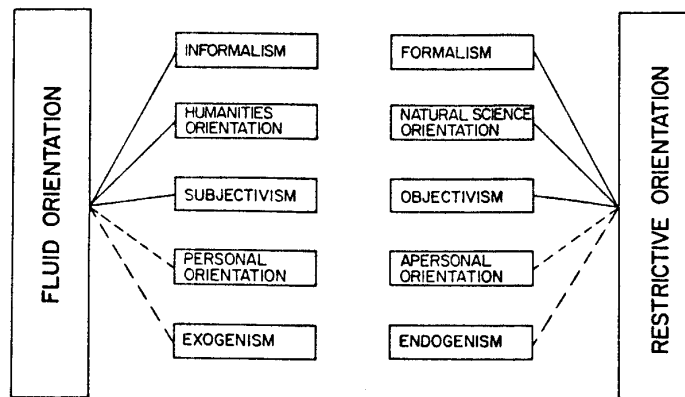 FLUID ORIENTATION
INFORMALISM
HUMANITIES
ORIENTATION
SUBJECTIVISM
PERSONAL
ORIENTATION
EXOGENISM
FORMALISM
NATURAL SCIENCE
ORIENTATION
OBJECTIVISM
APERSONAL
ORIENTATION
ENDOGENISM
RESTRICTIVE ORIENTATION